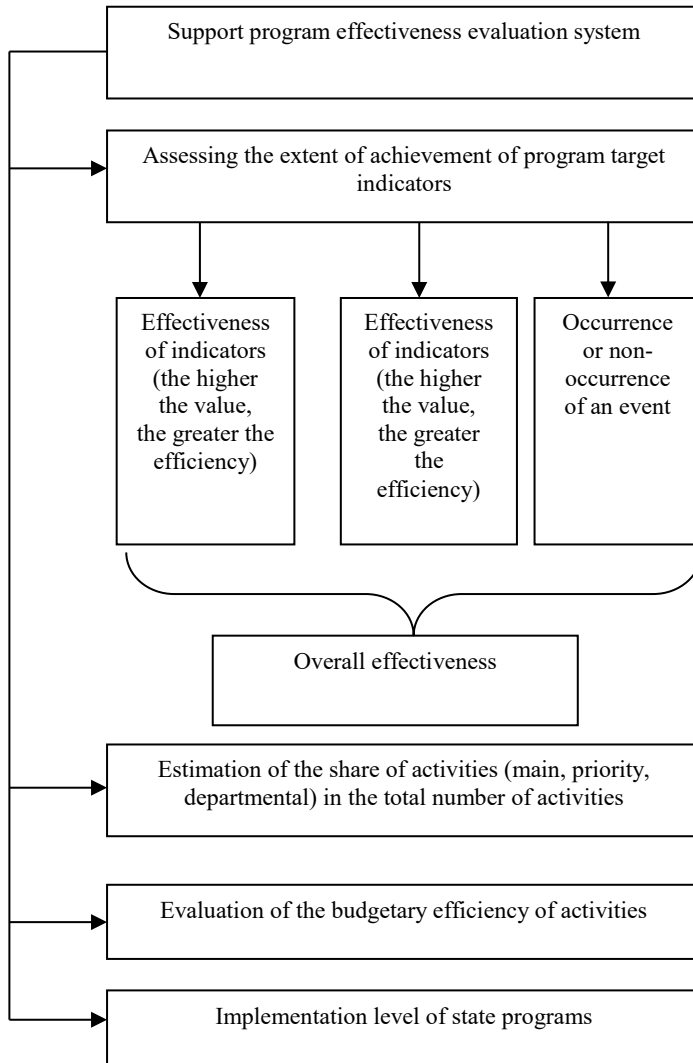 Support program effectiveness evaluation system
Assessing the extent of achievement of program target
indicators
Effectiveness
of indicators
(the higher
the value,
the greater the
efficiency)
Effectiveness
of indicators
(the higher
the value,
the greater
the
efficiency)
Occurrence
or non-
occurrence
of an event
Overall effectiveness
Estimation of the share of activities (main, priority,
departmental) in the total number of activities
Evaluation of the budgetary efficiency of activities
Implementation level of state programs